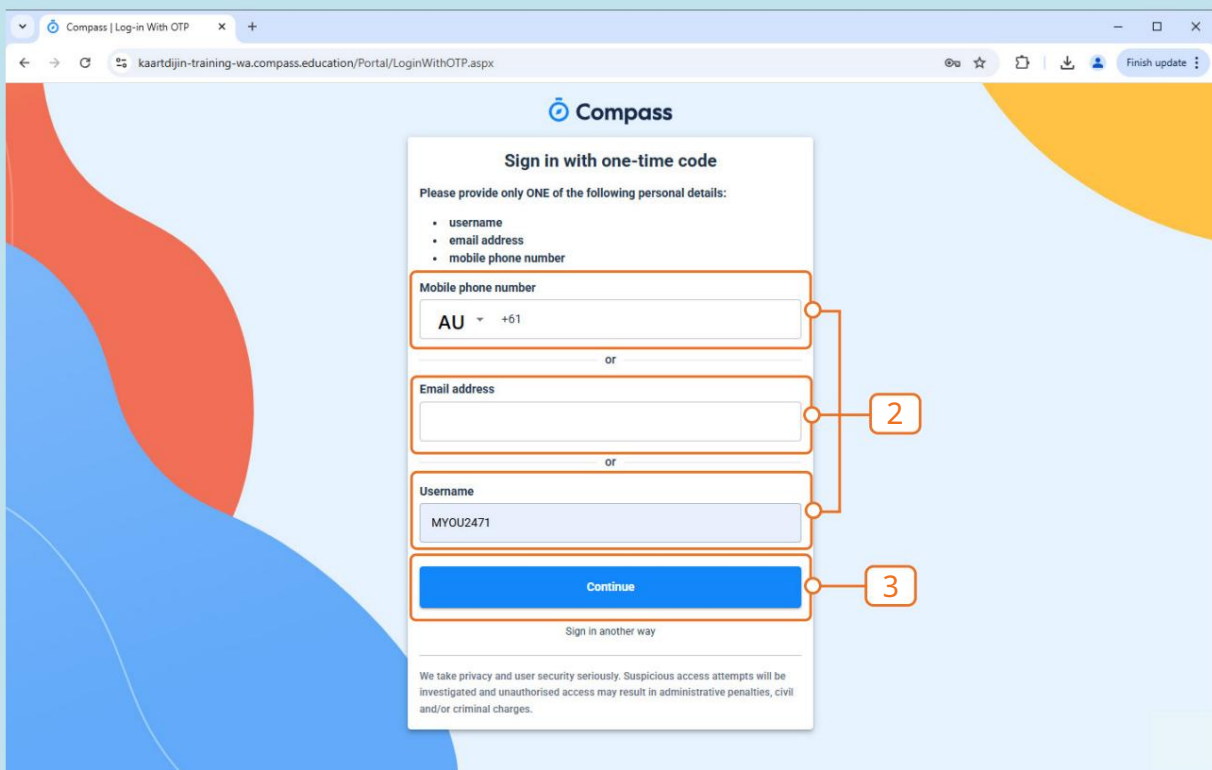 Compass | Log-in With OTP
kaartdijin-training-wa.compass.education/Portal/LoginWithOTP.aspx
Finish update
Compass
Sign in with one-time code
Please provide only ONE of the following personal details:
• username
• email address
• mobile phone number
Mobile phone number
AU +61
or
Email address
2
or
Username
MYOU2471
Continue
3
Sign in another way
We take privacy and user security seriously. Suspicious access attempts will be
investigated and unauthorised access may result in administrative penalties, civil
and/or criminal charges.